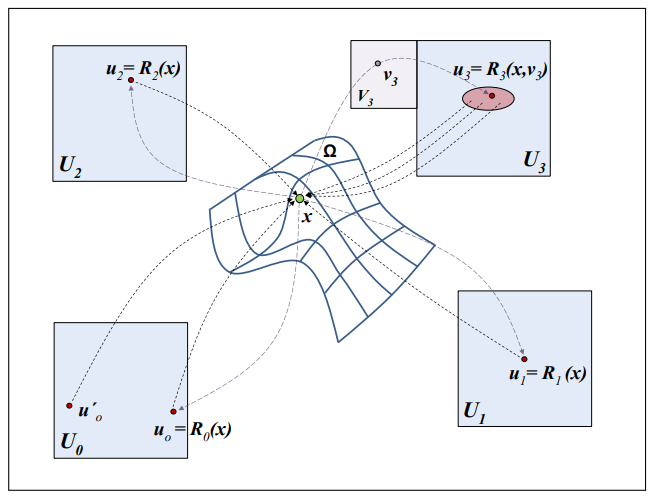 u₂= R₂(x)
U₂
v₃
V₃
u₃= R₃(x,v₃)
U₃
Ω
x
u´ₒ
uₒ = R₀(x)
U₀
u₁= R₁ (x)
U₁